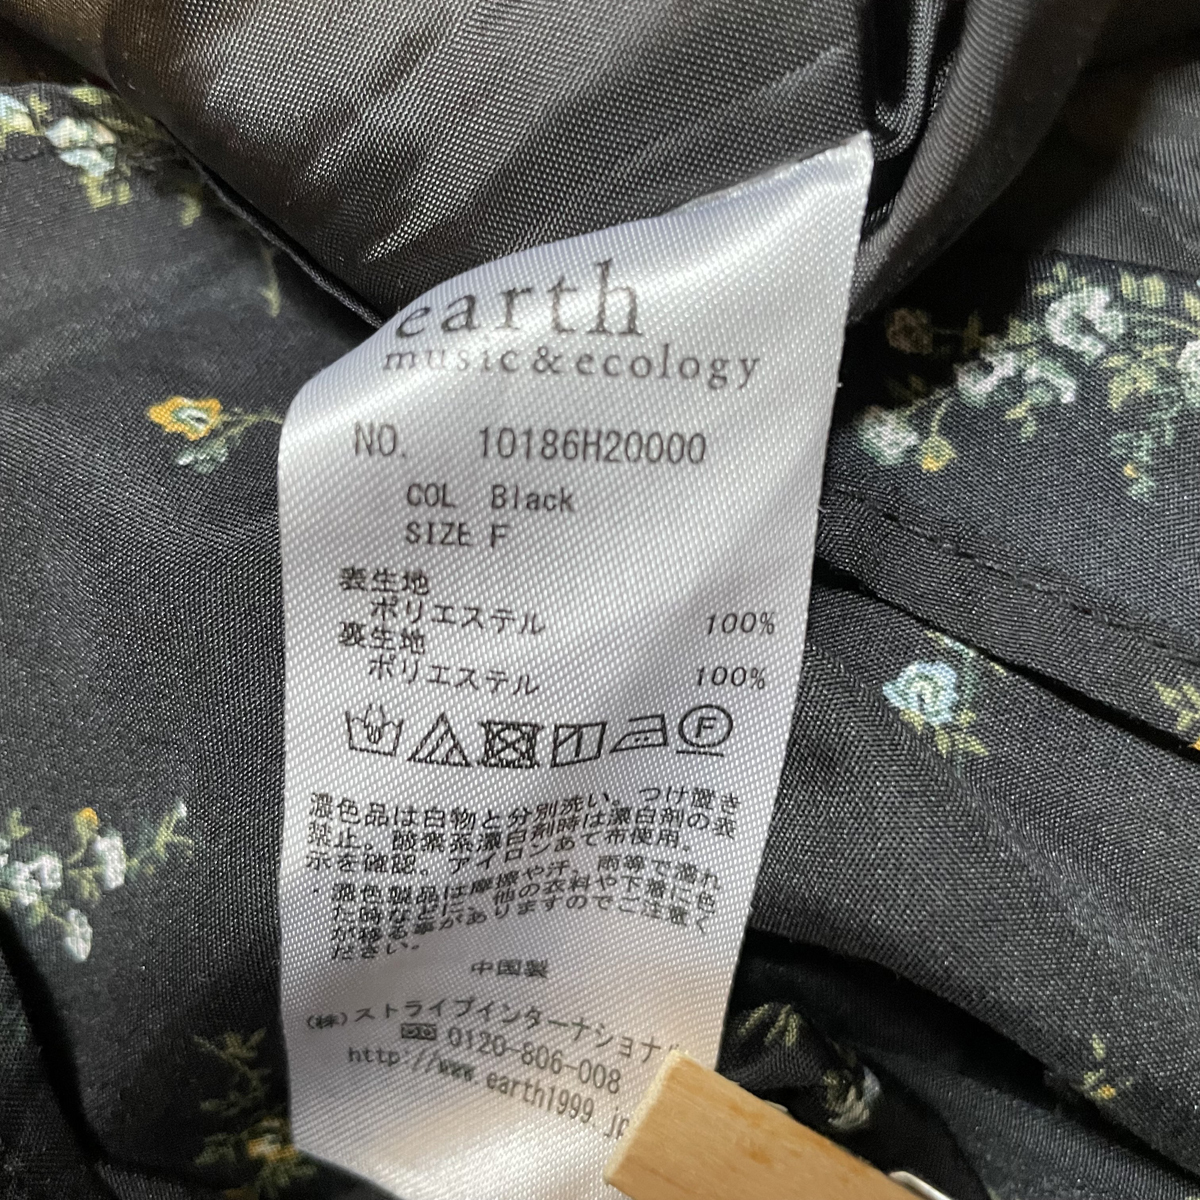 earth
music&ecology
NO. 10186H20000
COL Black
SIZE F
表生地
ポリエステル 100%
裏生地
ポリエステル 100%
F
濃色品は白物と分別洗い。つけ置き
禁止。酸素系漂白剤時は漂白剤の表
示を確認。アイロンあて布使用。
・濃色製品は摩擦や汗、雨等で濡れ
た時などに、他の衣料や下着に色
が移る事がありますのでご注意く
ださい。
中国製
(株)ストライプインターナショナル
0120-806-008
http://www.earth1999.jp